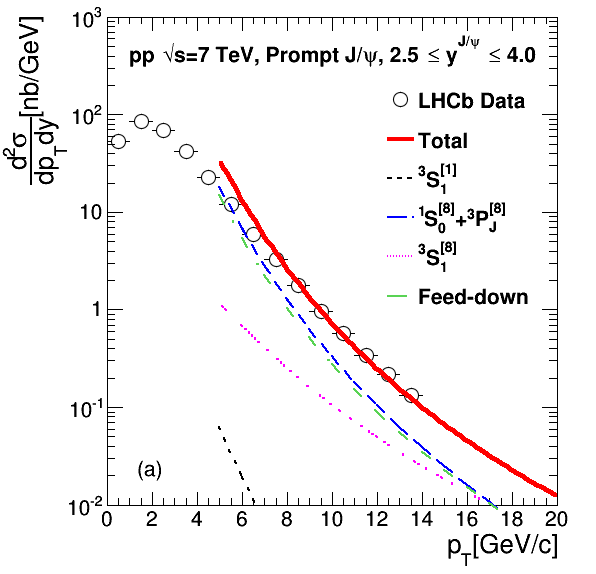 pp √s=7 TeV, Prompt J/ψ, 2.5 ≤ y^{J/ψ} ≤ 4.0
LHCb Data
Total
³S₁^{[1]}
¹S₀^{[8]}+³P_J^{[8]}
³S₁^{[8]}
Feed-down
(a)
d²σ/dp_Tdy [nb/GeV]
10³
10²
10
1
10⁻¹
10⁻²
0 2 4 6 8 10 12 14 16 18 20
p_T[GeV/c]